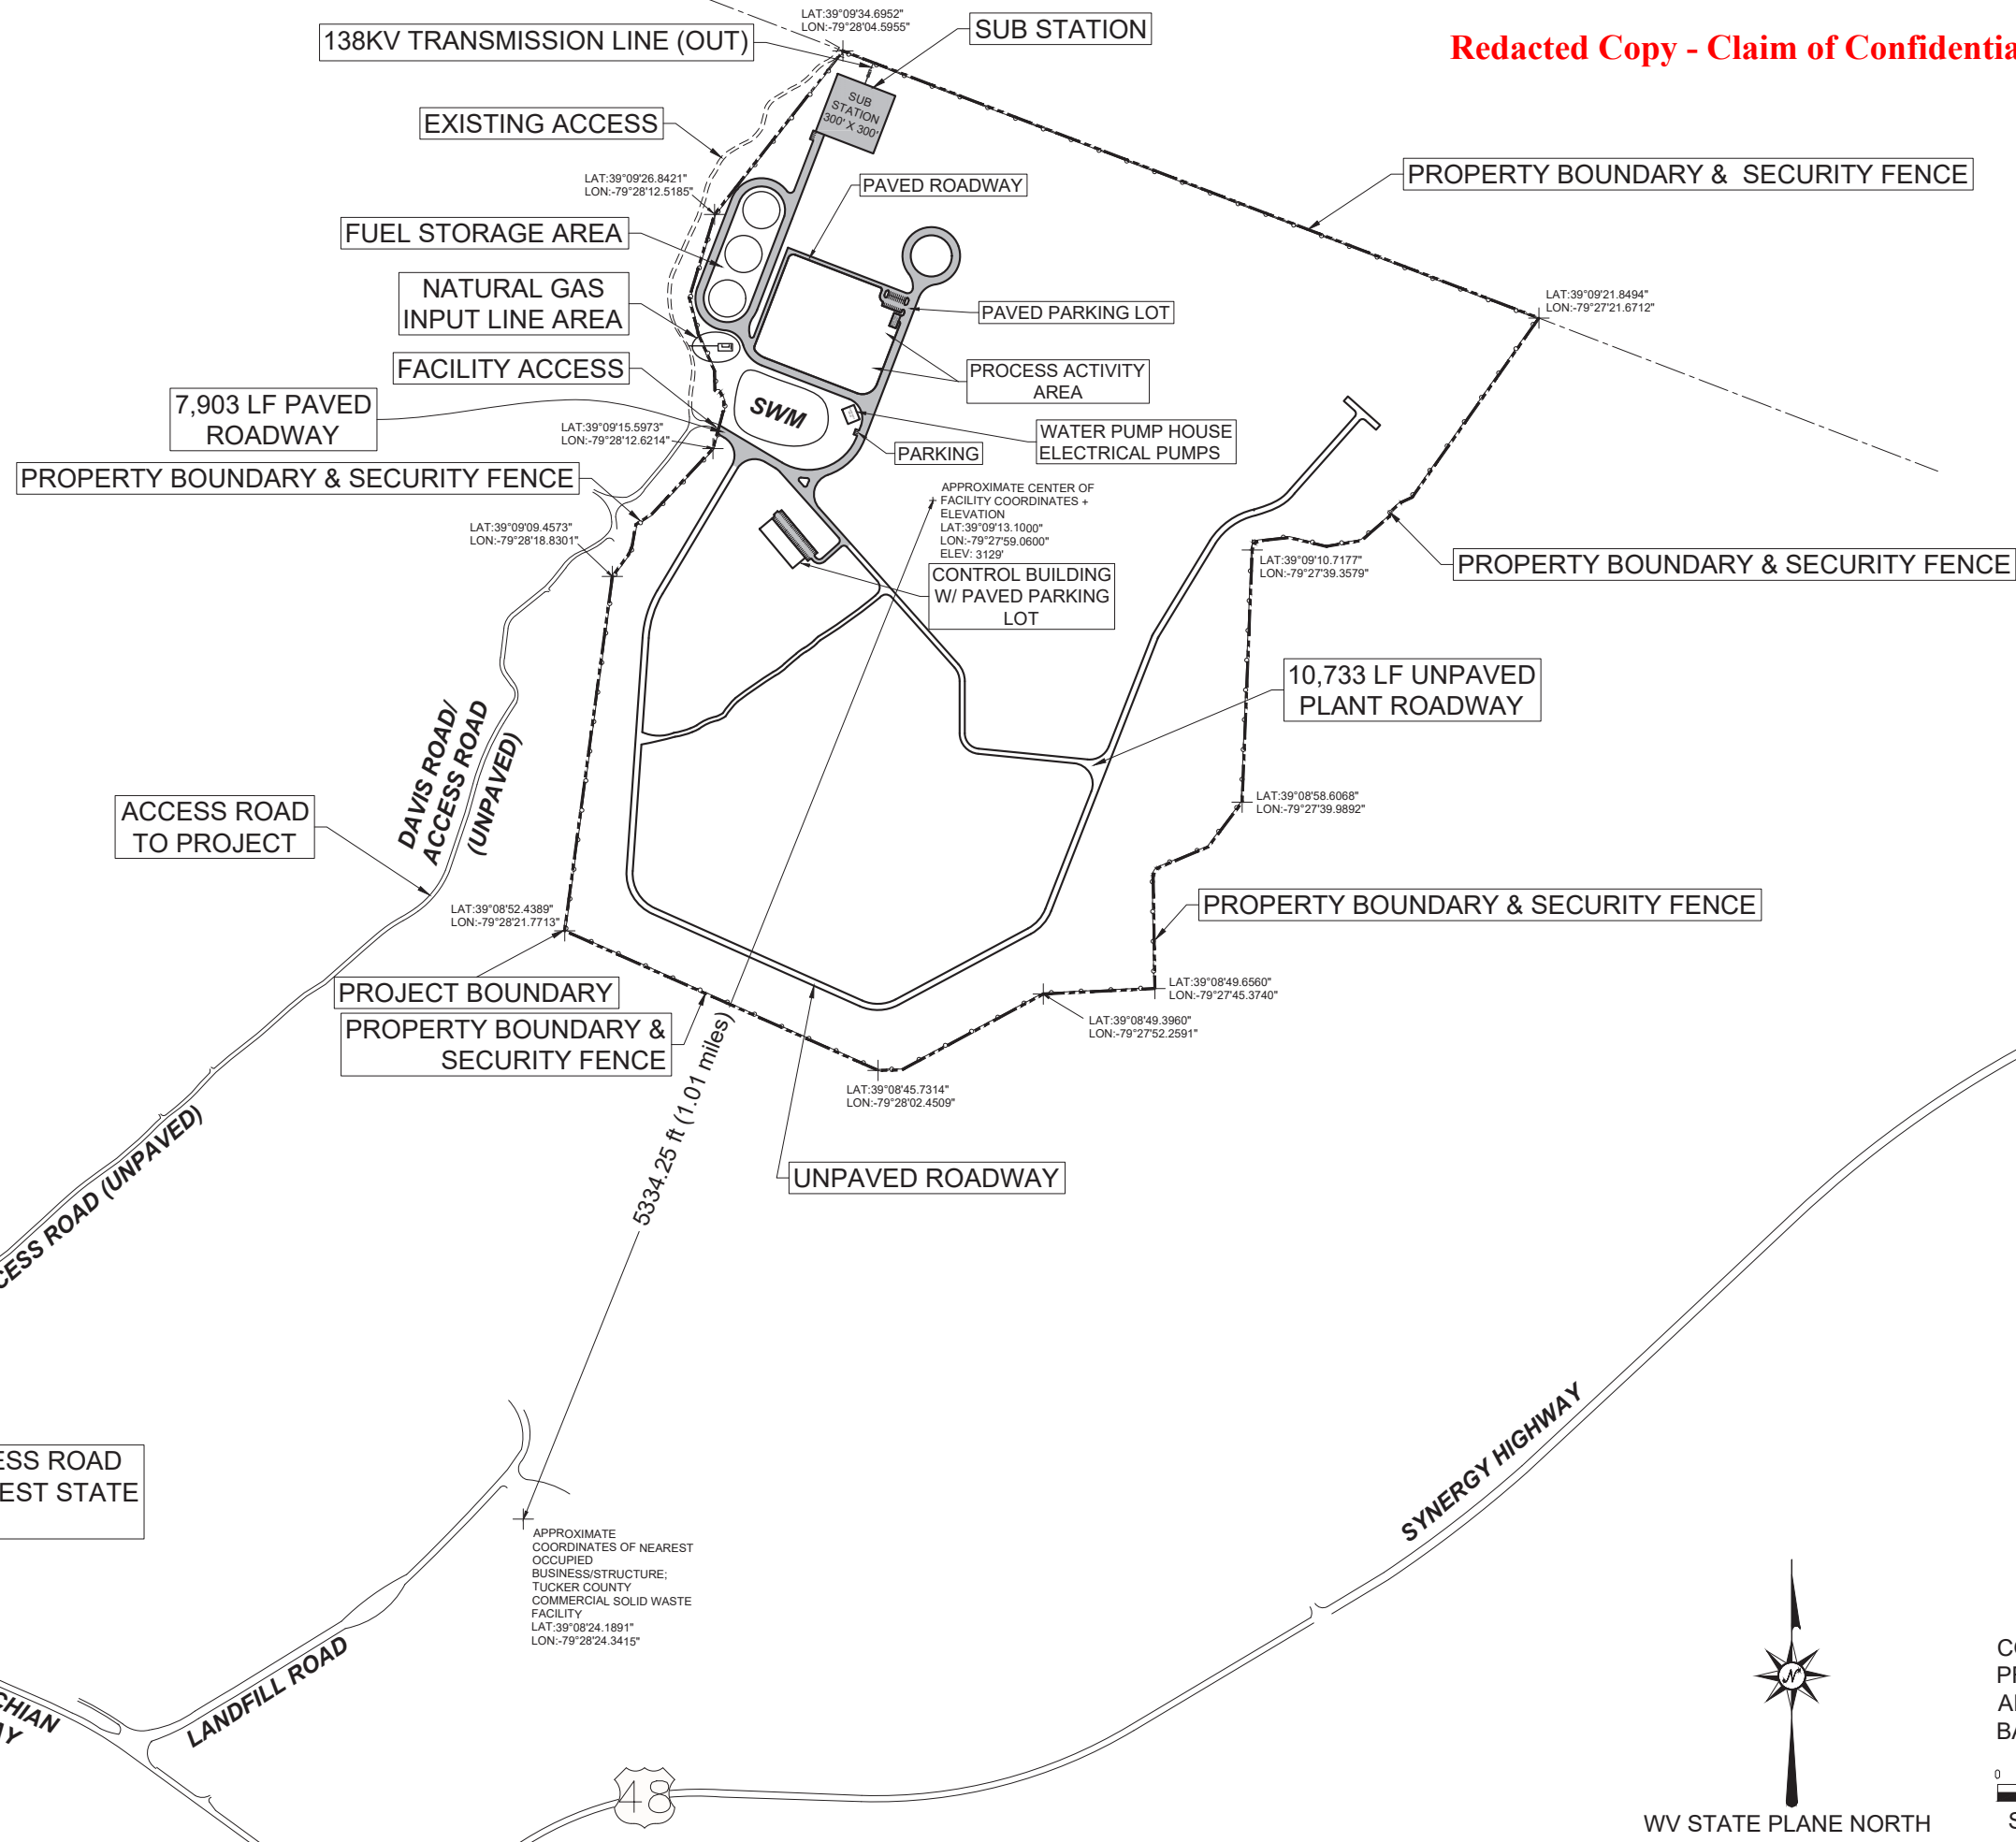 LAT:39°09'34.6952"
LON:-79°28'04.5955"
138KV TRANSMISSION LINE (OUT)
SUB STATION
Redacted Copy - Claim of Confidentia
SUB
STATION
300' X 300'
EXISTING ACCESS
PROPERTY BOUNDARY & SECURITY FENCE
LAT:39°09'26.8421"
LON:-79°28'12.5185"
PAVED ROADWAY
FUEL STORAGE AREA
NATURAL GAS
INPUT LINE AREA
LAT:39°09'21.8494"
LON:-79°27'21.6712"
PAVED PARKING LOT
FACILITY ACCESS
PROCESS ACTIVITY
AREA
7,903 LF PAVED
ROADWAY
SWM
LAT:39°09'15.5973"
LON:-79°28'12.6214"
WATER PUMP HOUSE
ELECTRICAL PUMPS
PARKING
PROPERTY BOUNDARY & SECURITY FENCE
APPROXIMATE CENTER OF
FACILITY COORDINATES +
ELEVATION
LAT:39°09'13.1000"
LON:-79°27'59.0600"
ELEV: 3129'
LAT:39°09'09.4573"
LON:-79°28'18.8301"
LAT:39°09'10.7177"
LON:-79°27'39.3579"
PROPERTY BOUNDARY & SECURITY FENCE
CONTROL BUILDING
W/ PAVED PARKING
LOT
10,733 LF UNPAVED
PLANT ROADWAY
DAVIS ROAD/
ACCESS ROAD
(UNPAVED)
ACCESS ROAD
TO PROJECT
LAT:39°08'58.6068"
LON:-79°27'39.9892"
LAT:39°08'52.4389"
LON:-79°28'21.7713"
PROPERTY BOUNDARY & SECURITY FENCE
PROJECT BOUNDARY
LAT:39°08'49.6560"
LON:-79°27'45.3740"
PROPERTY BOUNDARY &
SECURITY FENCE
LAT:39°08'49.3960"
LON:-79°27'52.2591"
LAT:39°08'45.7314"
LON:-79°28'02.4509"
5334.25 ft (1.01 miles)
UNPAVED ROADWAY
CESS ROAD (UNPAVED)
ESS ROAD
EST STATE
SYNERGY HIGHWAY
APPROXIMATE
COORDINATES OF NEAREST
OCCUPIED
BUSINESS/STRUCTURE;
TUCKER COUNTY
COMMERCIAL SOLID WASTE
FACILITY
LAT:39°08'24.1891"
LON:-79°28'24.3415"
LANDFILL ROAD
CHIAN
AY
48
N
WV STATE PLANE NORTH
BA
0
S